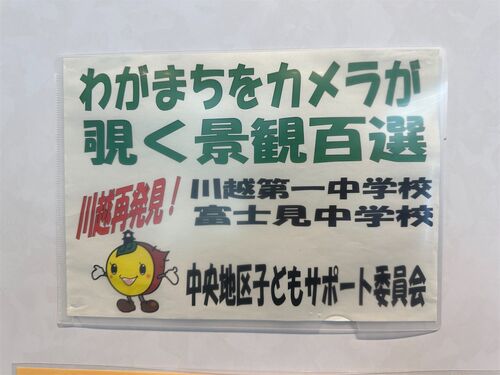 わがまちをカメラが
覗く景観百選
川越再発見！
川越第一中学校
富士見中学校
中央地区子どもサポート委員会